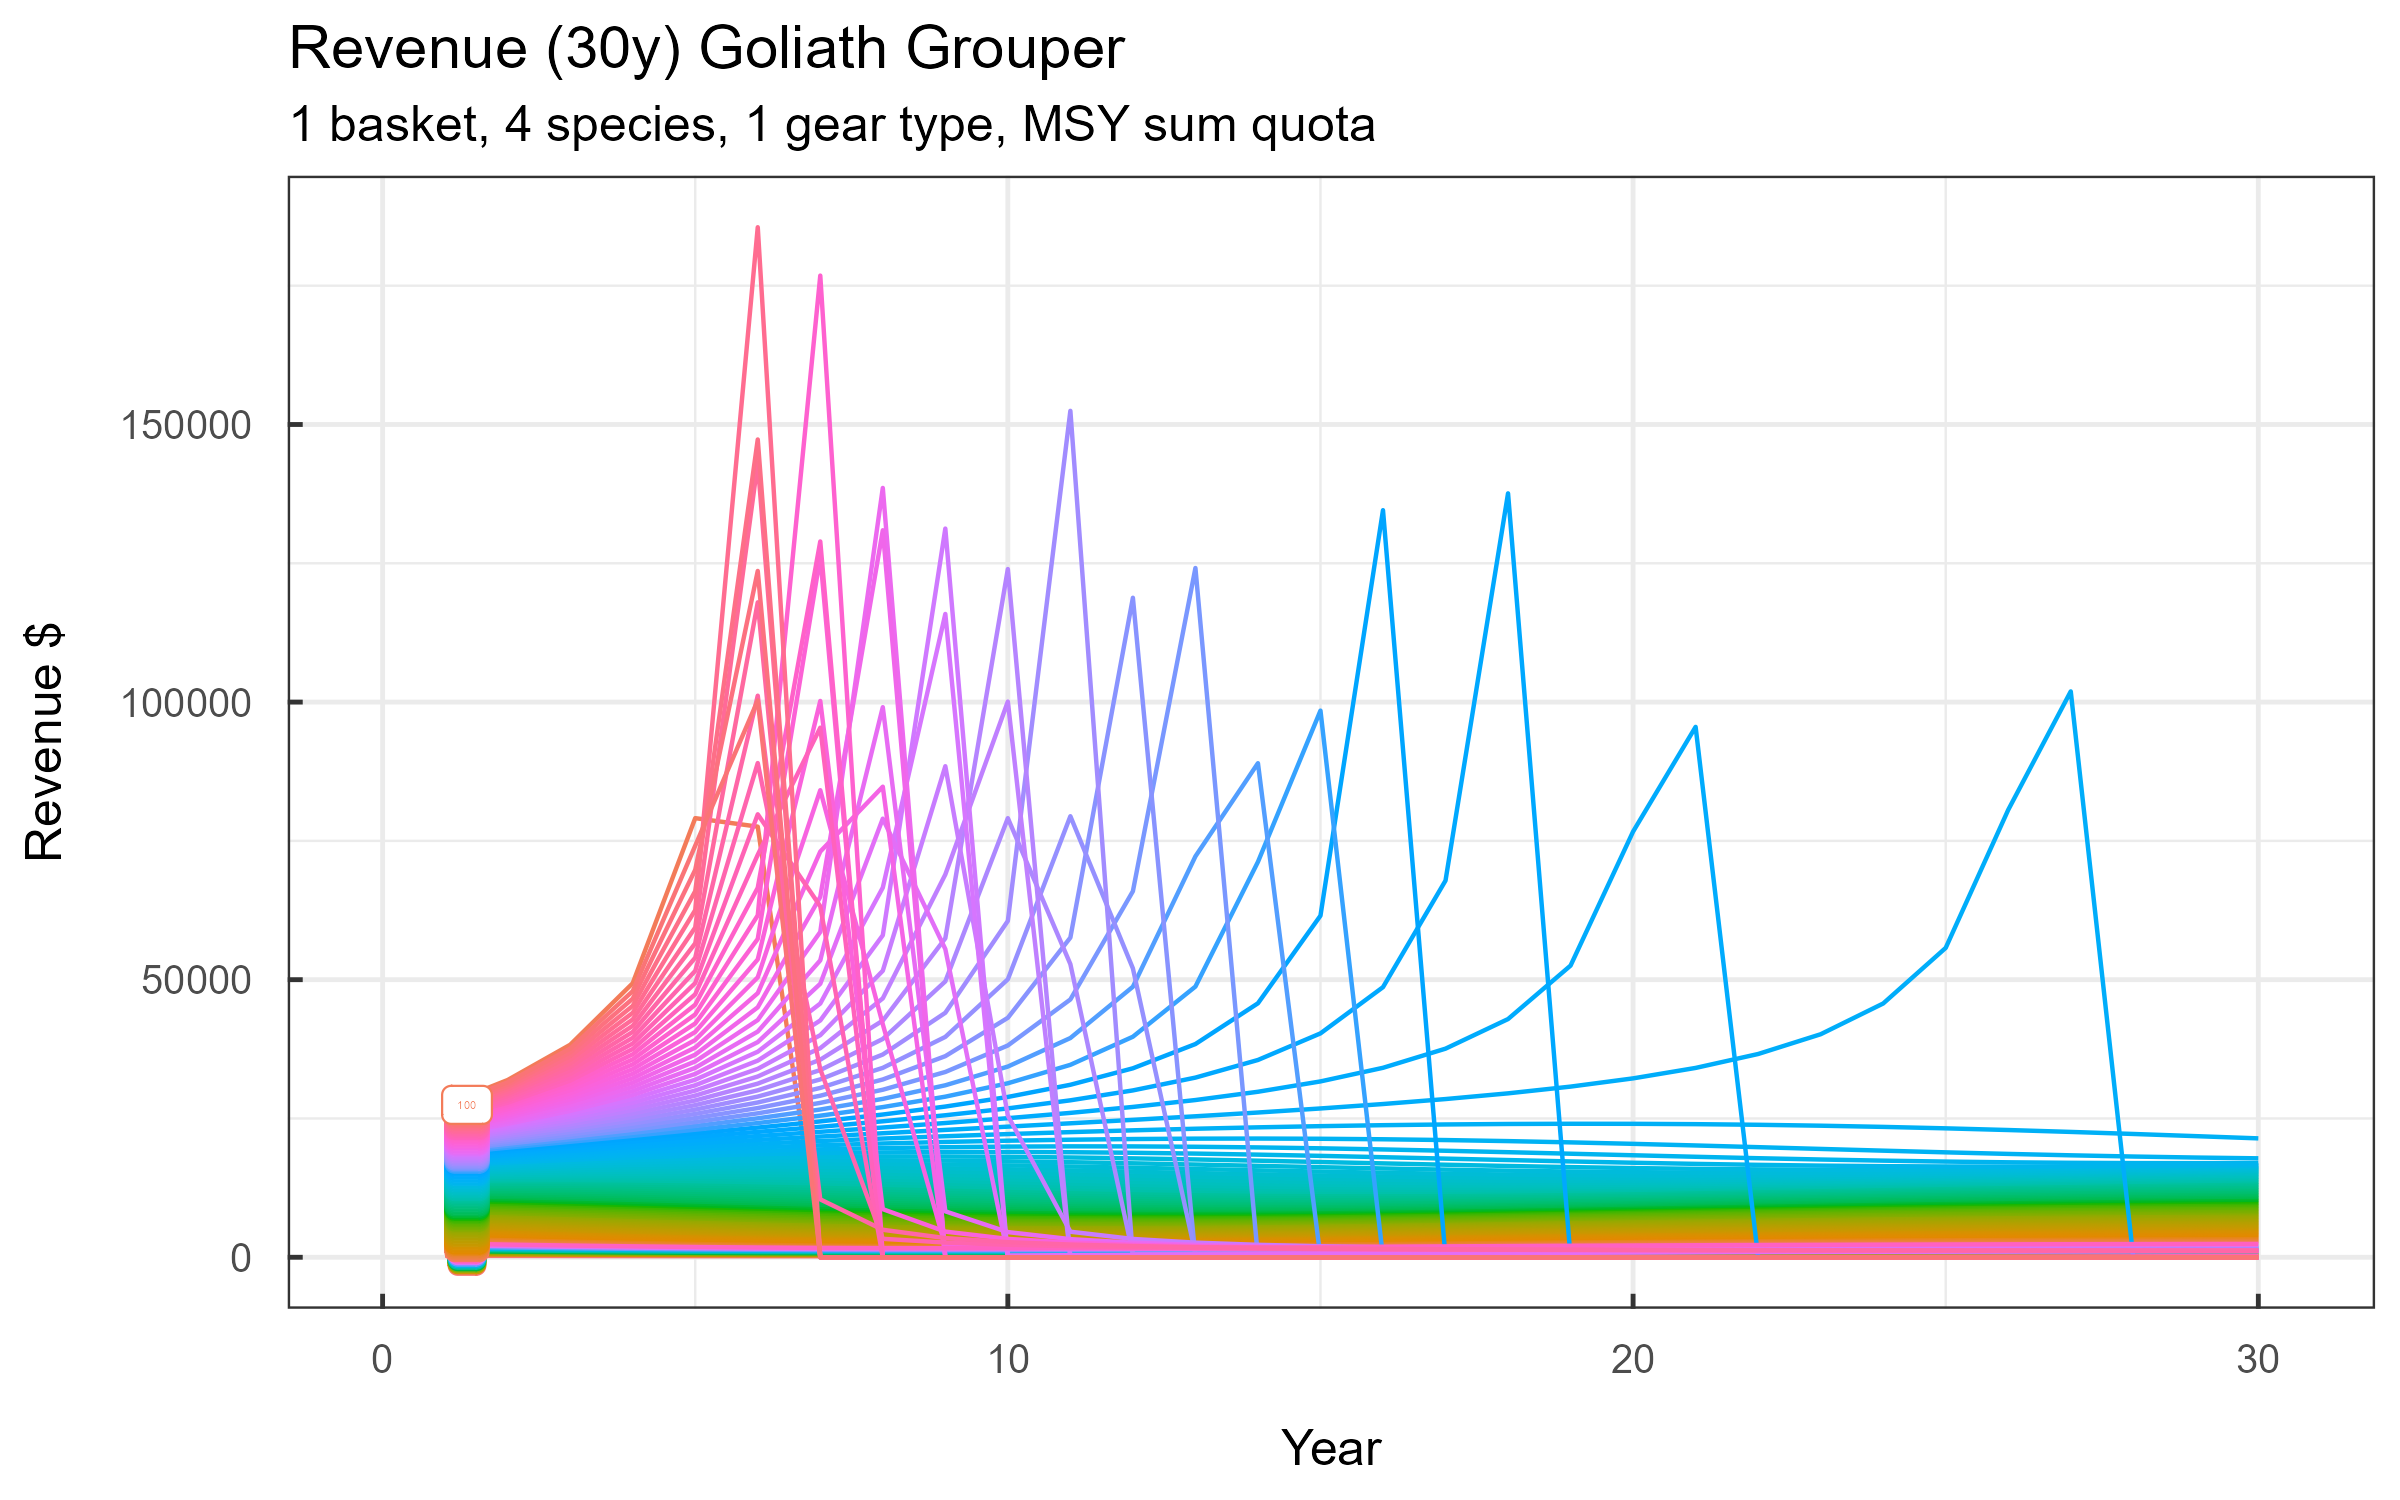 Revenue (30y) Goliath Grouper
1 basket, 4 species, 1 gear type, MSY sum quota
Revenue $
150000
100000
50000
0
100
0
10
20
30
Year